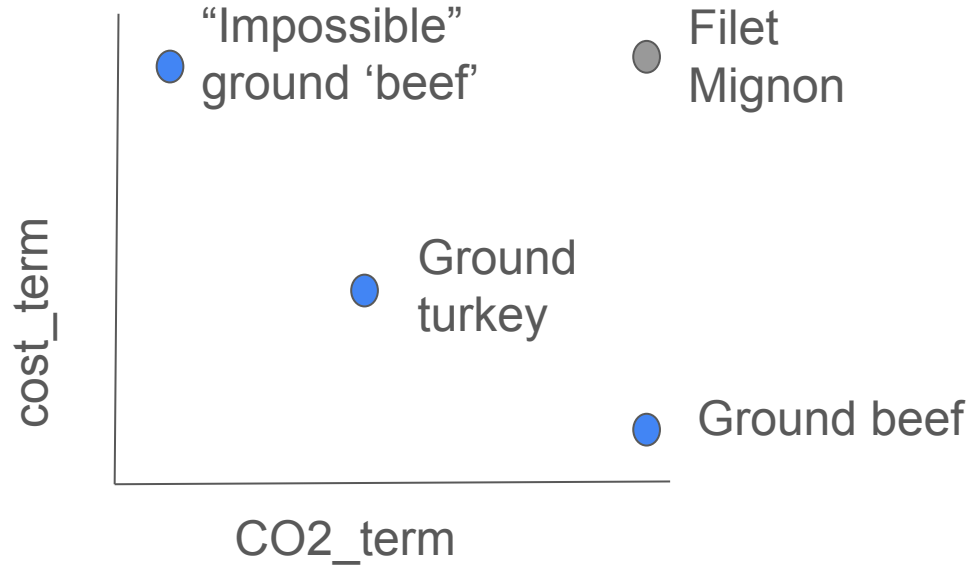 “Impossible”
ground ‘beef’
Filet
Mignon
Ground
turkey
Ground beef
cost_term
CO2_term